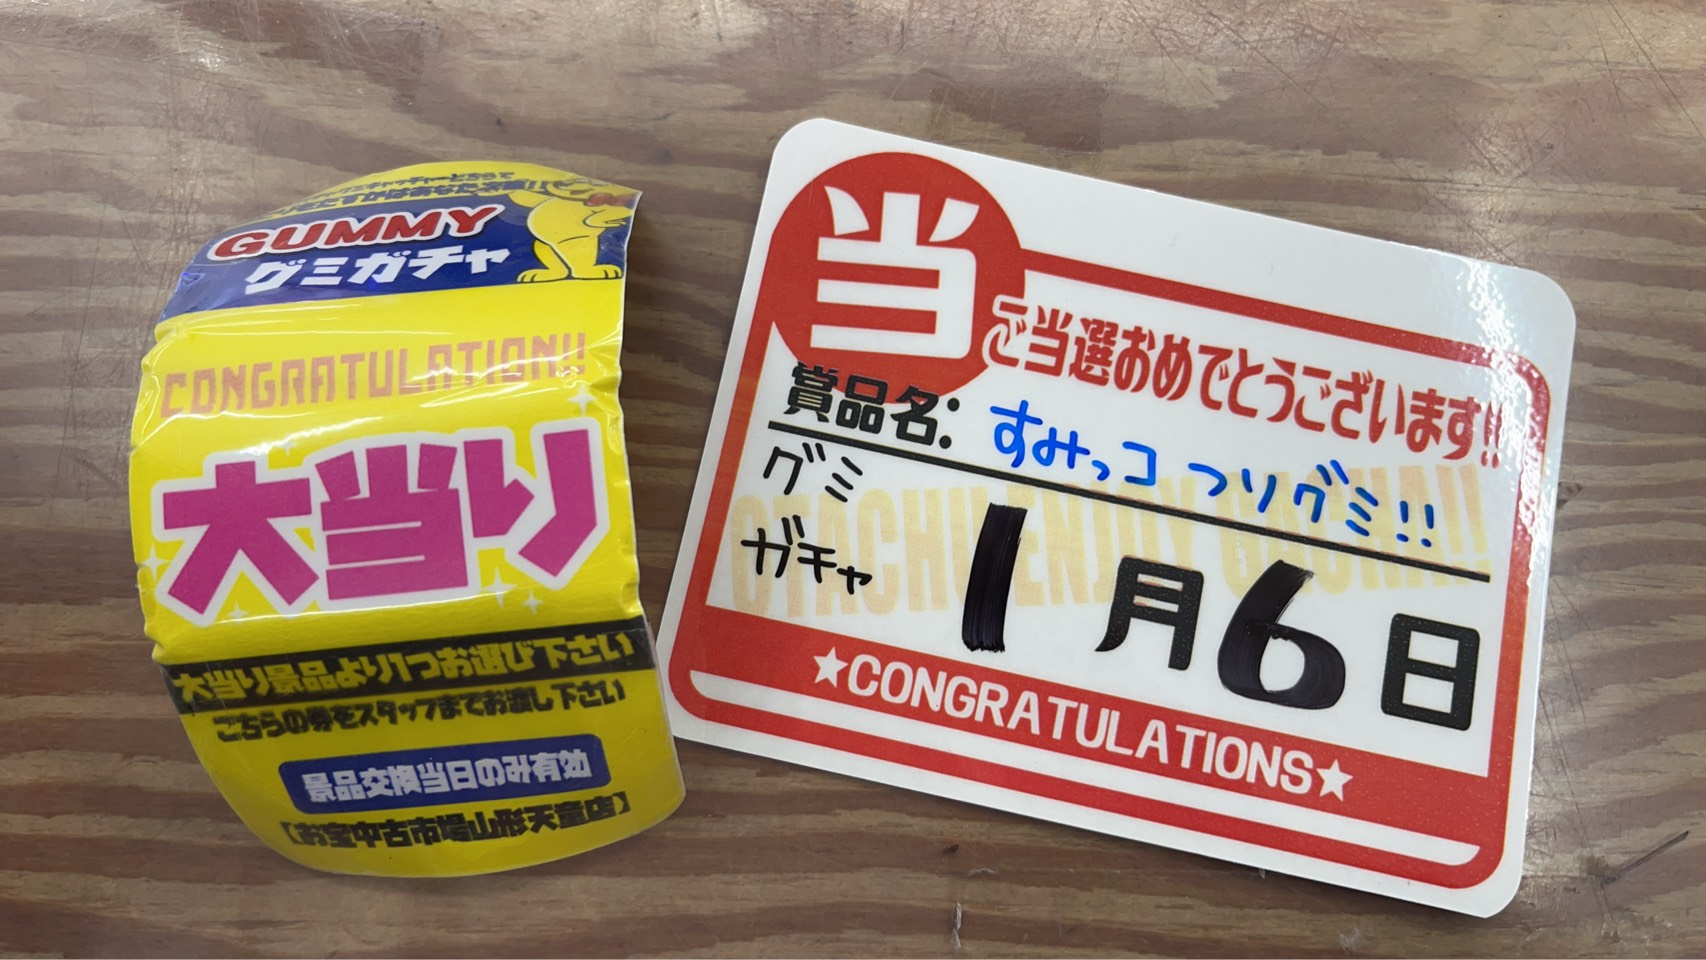 GUMMY
グミガチャ
CONGRATULATION!!
大当り
大当り景品より1つお選び下さい
こちらの券をスタッフまでお渡し下さい
景品交換当日のみ有効
【お宝中古市場山形天童店】
当
ご当選おめでとうございます!!
賞品名: すみっコ つりグミ!!
グミ
ガチャ
1月6日
★CONGRATULATIONS★